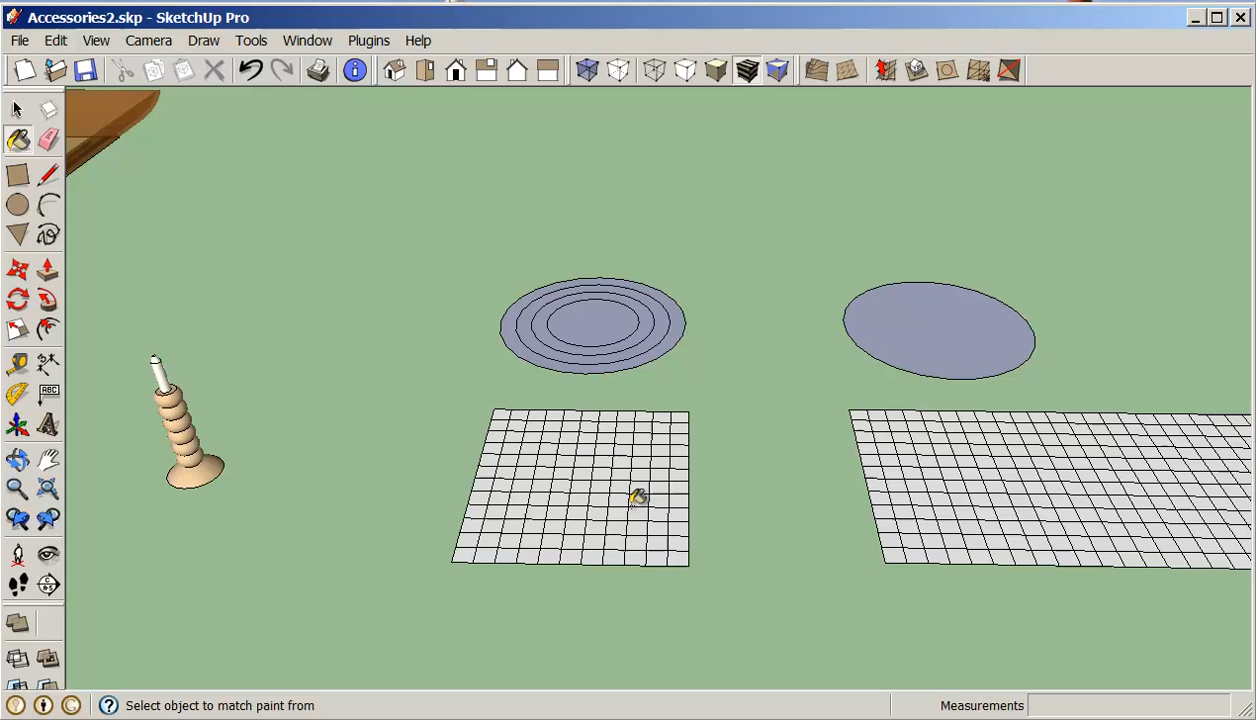 Accessories2.skp - SketchUp Pro
File Edit View Camera Draw Tools Window Plugins Help
ABC
A
Select object to match paint from
Measurements